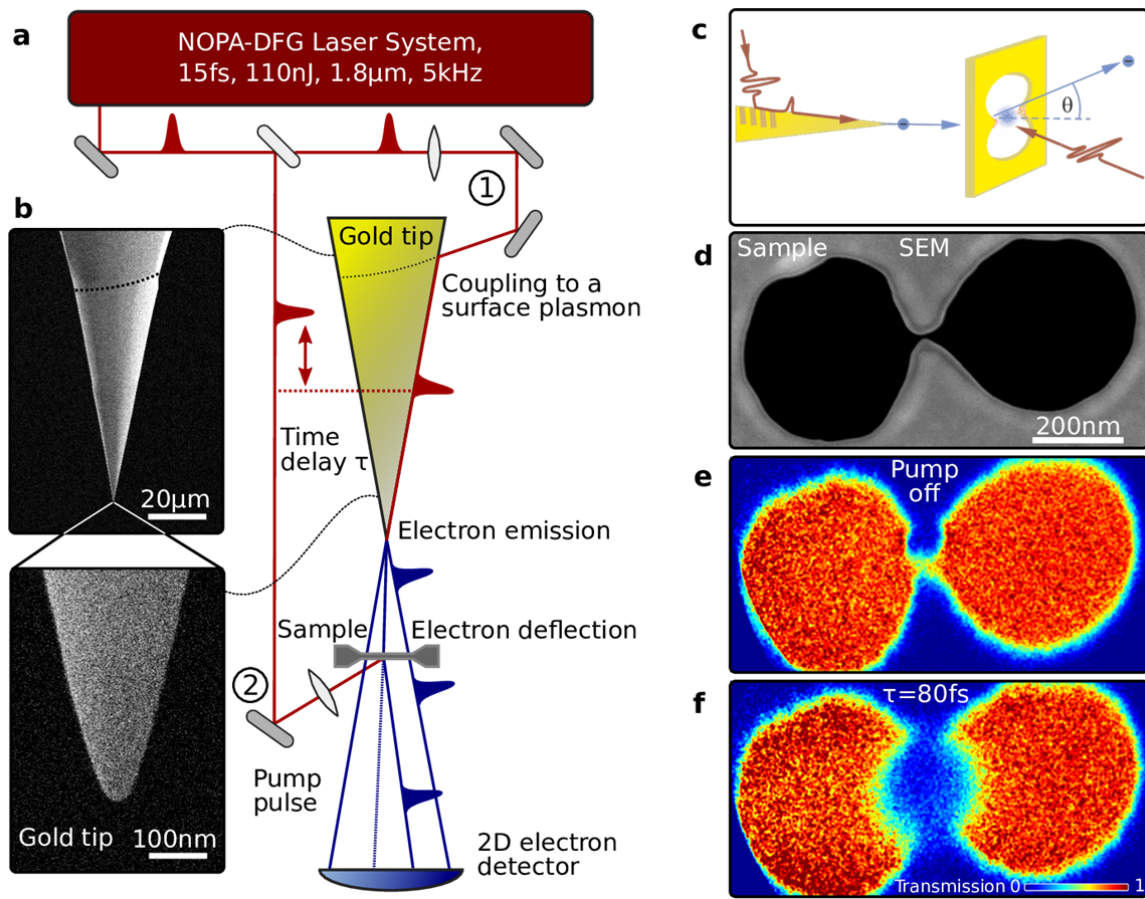 a
NOPA-DFG Laser System,
15fs, 110nJ, 1.8μm, 5kHz
1
b
20μm
Gold tip
100nm
Gold tip
Coupling to a
surface plasmon
Time
delay τ
Electron emission
Sample
Electron deflection
2
Pump
pulse
2D electron
detector
c
θ
d
Sample
SEM
200nm
e
Pump
off
f
τ=80fs
Transmission 0
1